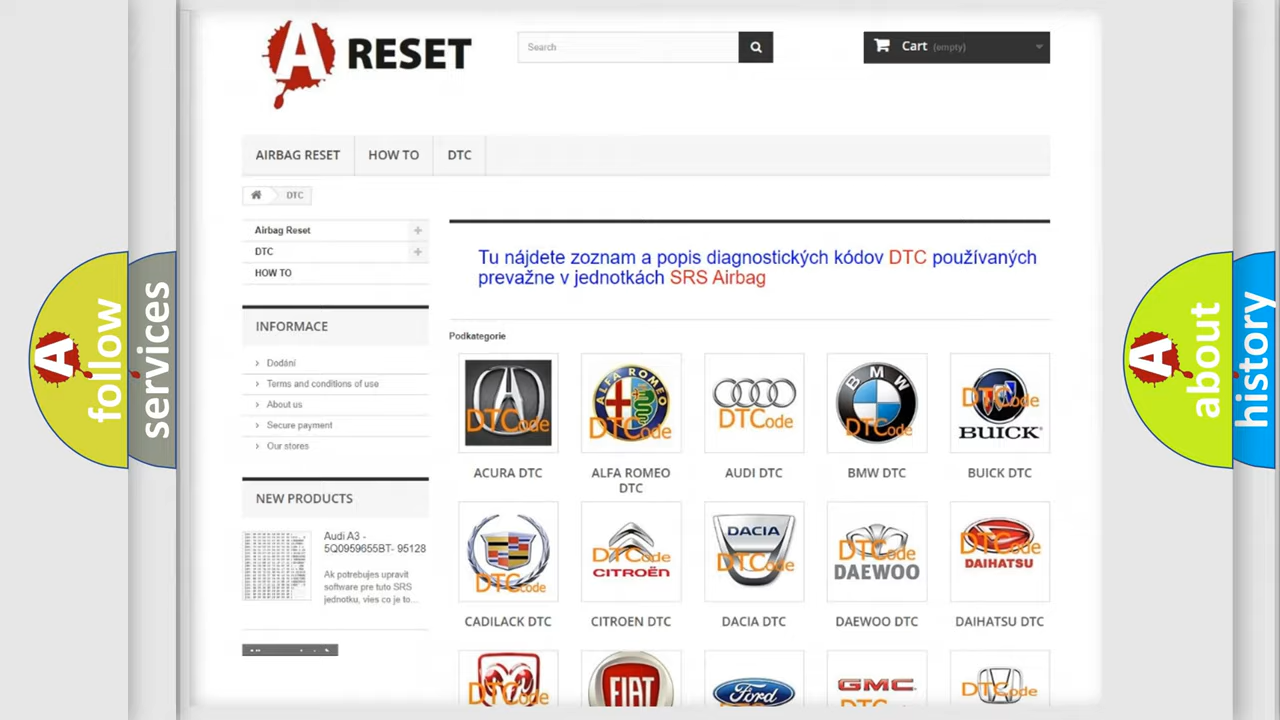 A RESET
Search
Cart (empty)
AIRBAG RESET
HOW TO
DTC
DTC
Airbag Reset
DTC
HOW TO
INFORMACE
Dodání
Terms and conditions of use
About us
Secure payment
Our stores
NEW PRODUCTS
Audi A3 -
5Q0959655BT- 95128
Ak potrebujes upravit
software pre tuto SRS
jednotku, vies co je to...
Tu nájdete zoznam a popis diagnostických kódov DTC používaných
prevažne v jednotkách SRS Airbag
Podkategorie
DTCode
ALFA ROMEO
DTCode
DTCode
BMW
DTCode
DTCode
BUICK
ACURA DTC
ALFA ROMEO
DTC
AUDI DTC
BMW DTC
BUICK DTC
DTCode
DTCode
CITROËN
DACIA
DTCode
DTCode
DAEWOO
DTCode
DAIHATSU
CADILACK DTC
CITROEN DTC
DACIA DTC
DAEWOO DTC
DAIHATSU DTC
DTCode
FIAT
Ford
GMC
DTCode
A follow
services
A about
history